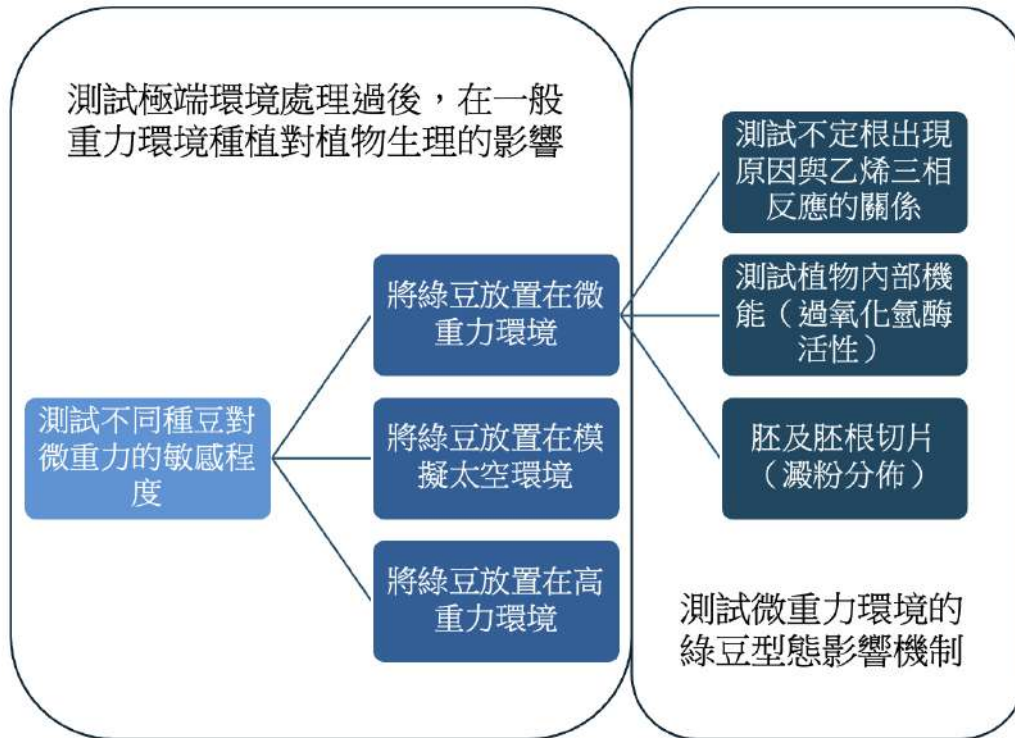 測試極端環境處理過後，在一般
重力環境種植對植物生理的影響
測試不同種豆對
微重力的敏感程
度
將綠豆放置在微
重力環境
將綠豆放置在模
擬太空環境
將綠豆放置在高
重力環境
測試不定根出現
原因與乙烯三相
反應的關係
測試植物內部機
能（過氧化氫酶
活性）
胚及胚根切片
（澱粉分佈）
測試微重力環境的
綠豆型態影響機制